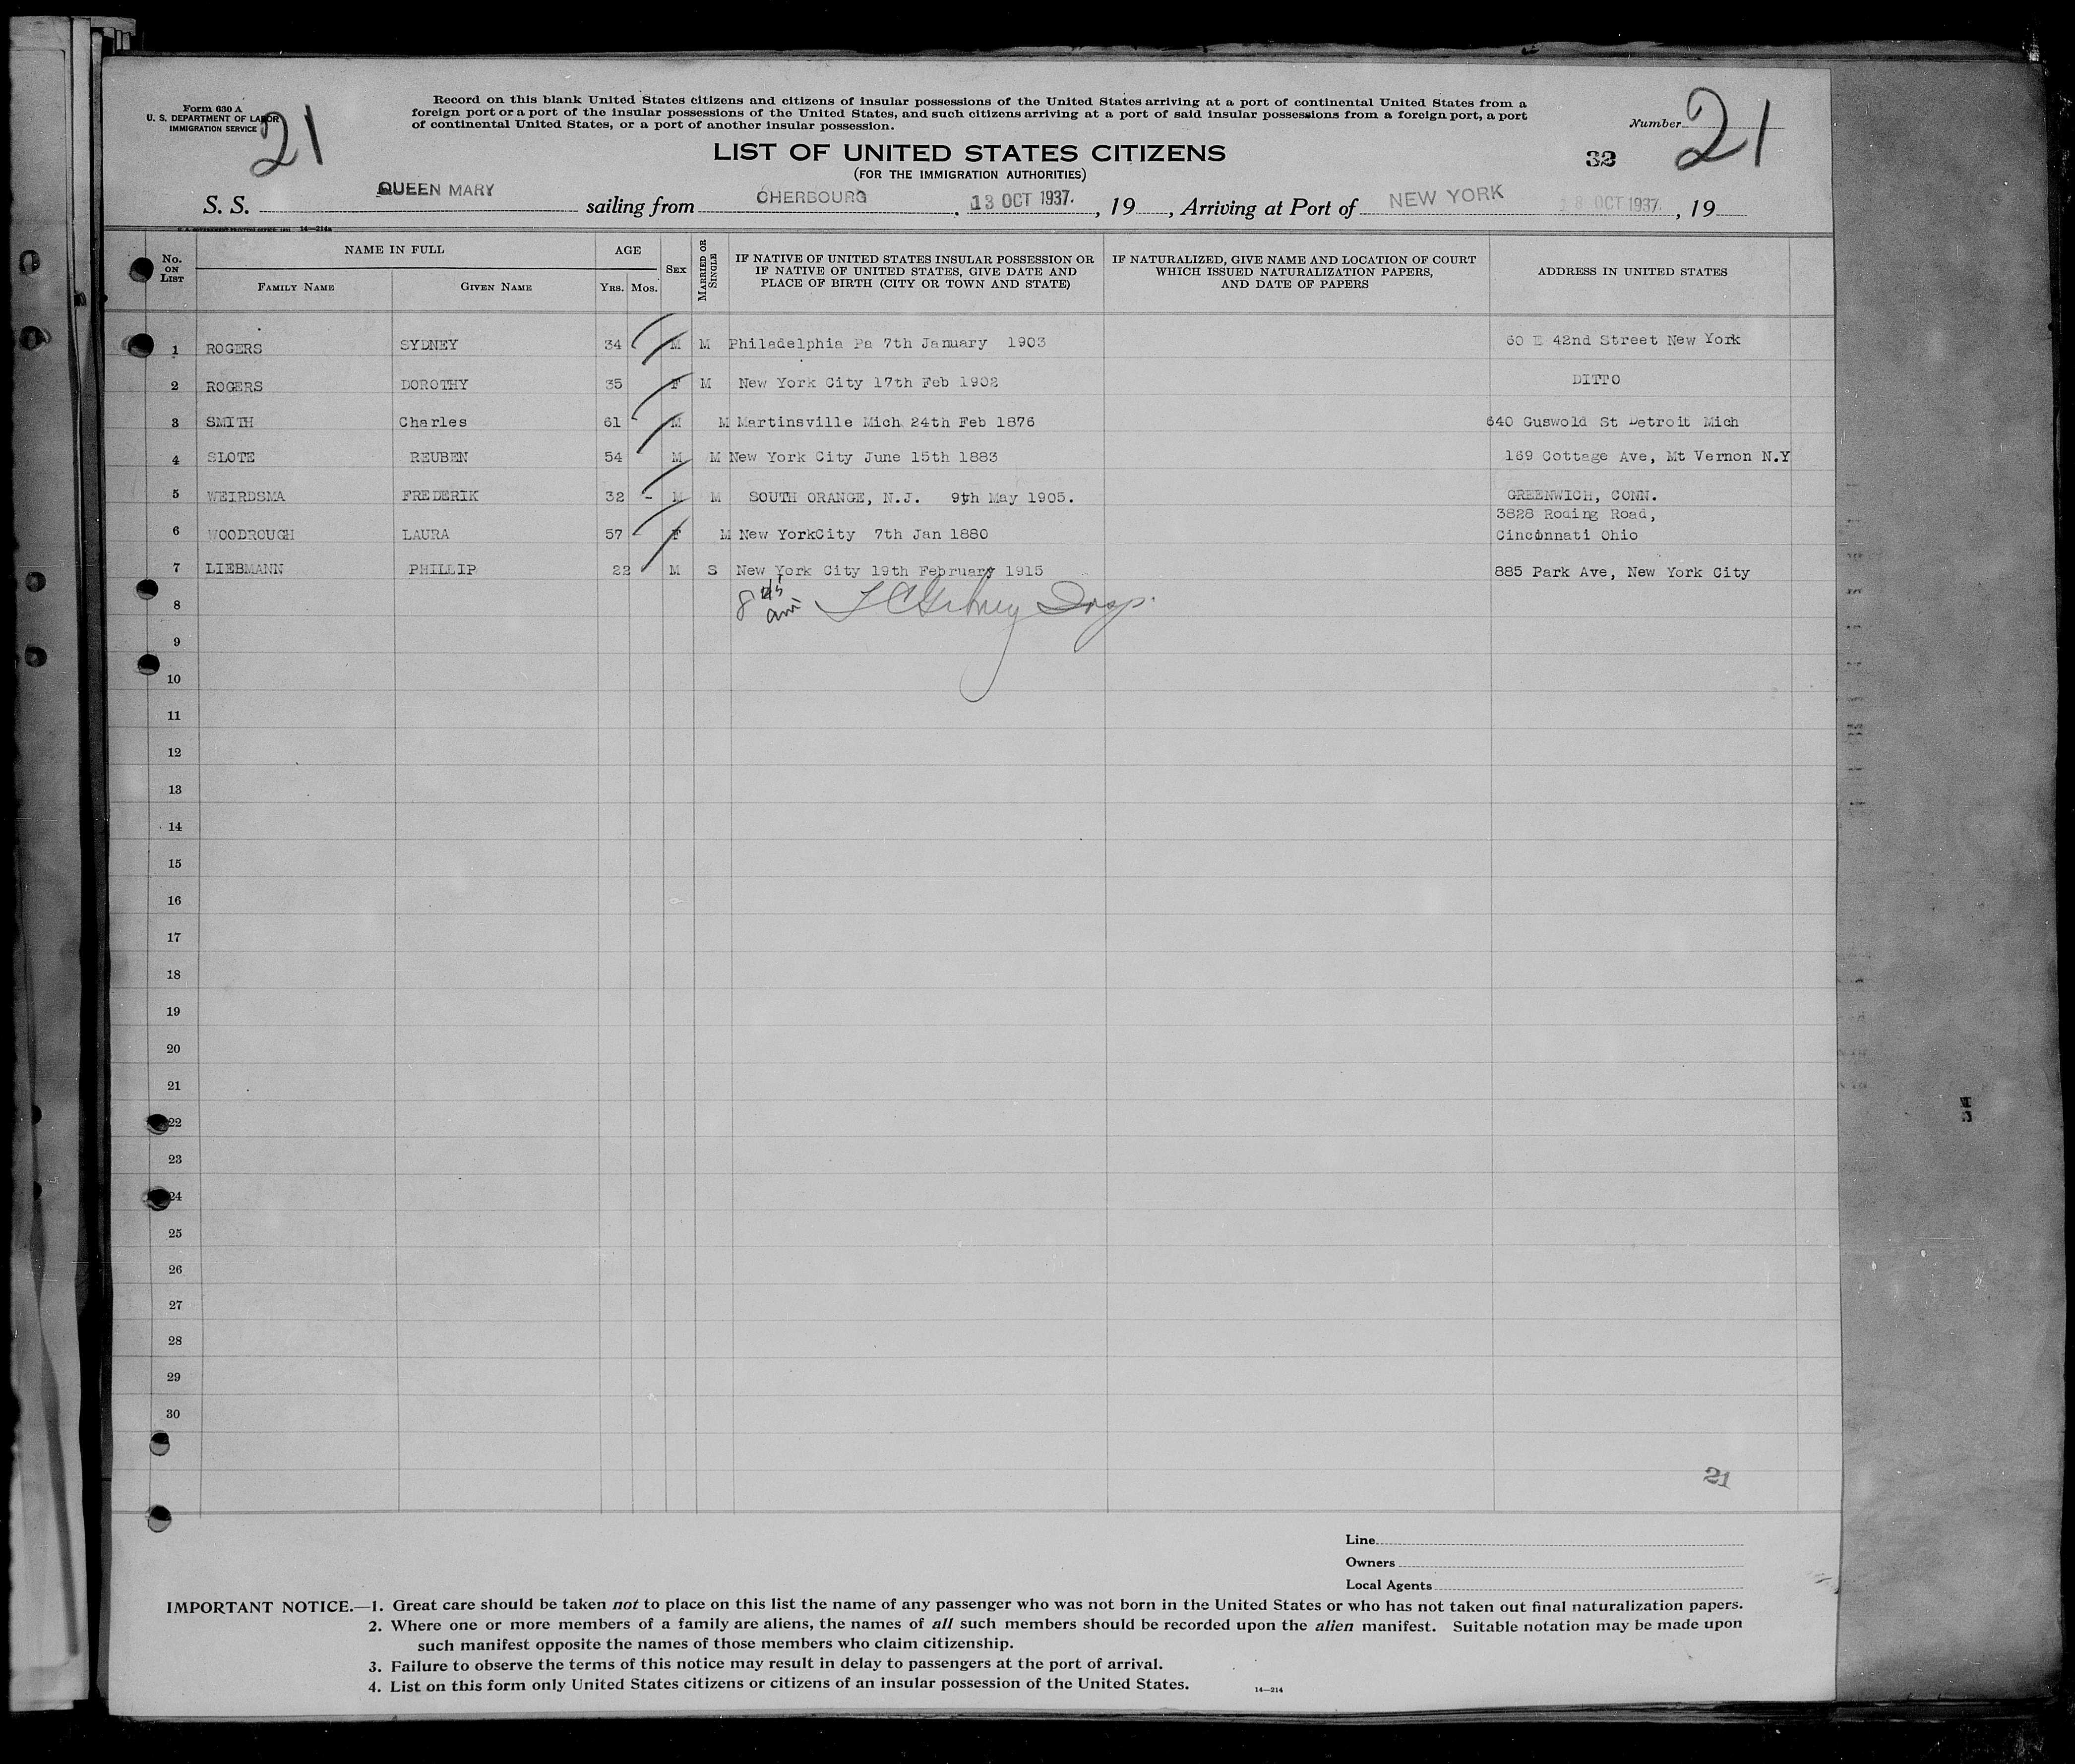 Form 630 A
U. S. DEPARTMENT OF LABOR
IMMIGRATION SERVICE
21
Record on this blank United States citizens and citizens of insular possessions of the United States arriving at a port of continental United States from a
foreign port or a port of the insular possessions of the United States, and such citizens arriving at a port of said insular possessions from a foreign port, a port
of continental United States, or a port of another insular possession.
Number 21
LIST OF UNITED STATES CITIZENS
(FOR THE IMMIGRATION AUTHORITIES)
S. S. QUEEN MARY sailing from CHERBOURG, 13 OCT 1937, 19, Arriving at Port of NEW YORK 18 OCT 1937, 19
14—214a
No. ON LIST NAME IN FULL FAMILY NAME GIVEN NAME AGE YRS. MOS. SEX MARRIED OR SINGLE IF NATIVE OF UNITED STATES INSULAR POSSESSION OR IF NATIVE OF UNITED STATES, GIVE DATE AND PLACE OF BIRTH (CITY OR TOWN AND STATE) IF NATURALIZED, GIVE NAME AND LOCATION OF COURT WHICH ISSUED NATURALIZATION PAPERS, AND DATE OF PAPERS ADDRESS IN UNITED STATES
1 ROGERS SYDNEY 34 M M Philadelphia Pa 7th January 1903 60 E 42nd Street New York
2 ROGERS DOROTHY 35 F M New York City 17th Feb 1902 DITTO
3 SMITH Charles 61 M M Martinsville Mich 24th Feb 1876 640 Guswold St Detroit Mich
4 SLOTE REUBEN 54 M M New York City June 15th 1883 169 Cottage Ave, Mt Vernon N.Y
5 WEIRDSMA FREDERIK 32 - M M SOUTH ORANGE, N.J. 9th May 1905. GREENWICH, CONN.
3828 Roding Road,
6 WOODROUGH LAURA 57 F M New YorkCity 7th Jan 1880 Cincinnati Ohio
7 LIEBMANN PHILLIP 22 M S New York City 19th February 1915 885 Park Ave, New York City
8
9
10
11
12
13
14
15
16
17
18
19
20
21
22
23
24
25
26
27
28
29
30
21
Line
Owners
Local Agents
IMPORTANT NOTICE.—1. Great care should be taken not to place on this list the name of any passenger who was not born in the United States or who has not taken out final naturalization papers.
2. Where one or more members of a family are aliens, the names of all such members should be recorded upon the alien manifest. Suitable notation may be made upon
such manifest opposite the names of those members who claim citizenship.
3. Failure to observe the terms of this notice may result in delay to passengers at the port of arrival.
4. List on this form only United States citizens or citizens of an insular possession of the United States.
14—214